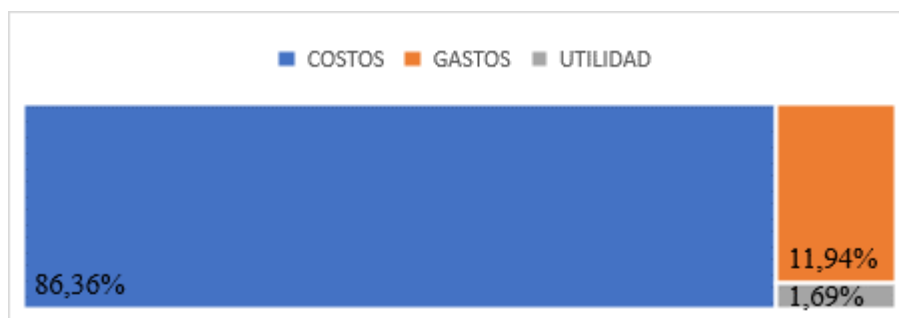 COSTOS GASTOS UTILIDAD
11,94%
86,36%
1,69%